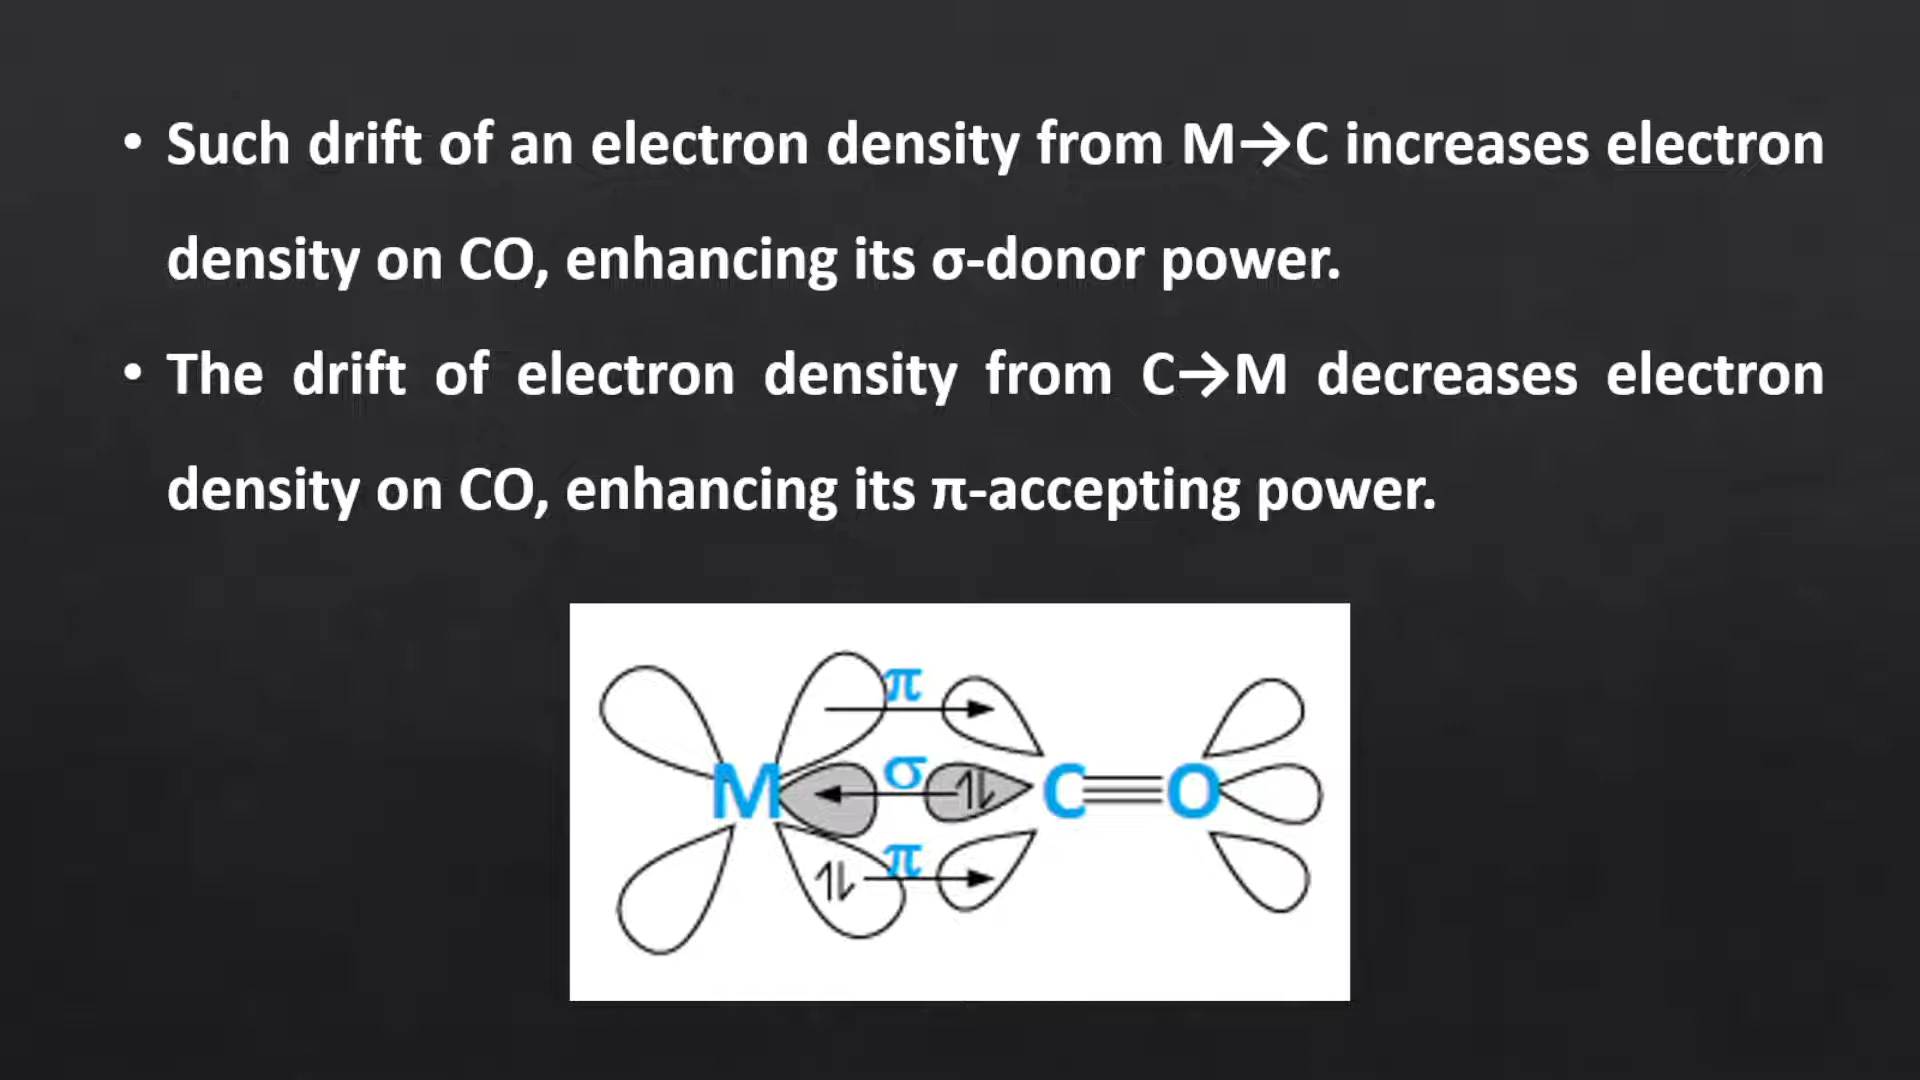 • Such drift of an electron density from M→C increases electron
density on CO, enhancing its σ-donor power.
• The drift of electron density from C→M decreases electron
density on CO, enhancing its π-accepting power.
π
σ
M ⥮ C≡O
π
⥮